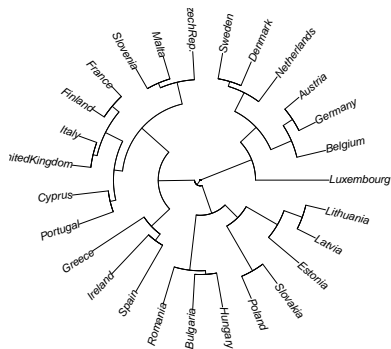 zechRep
Sweden
Denmark
Netherlands
Austria
Germany
Belgium
Luxembourg
Lithuania
Latvia
Estonia
Slovakia
Poland
Hungary
Bulgaria
Romania
Spain
Ireland
Greece
Portugal
Cyprus
nitedKingdom
Italy
Finland
France
Slovenia
Malta